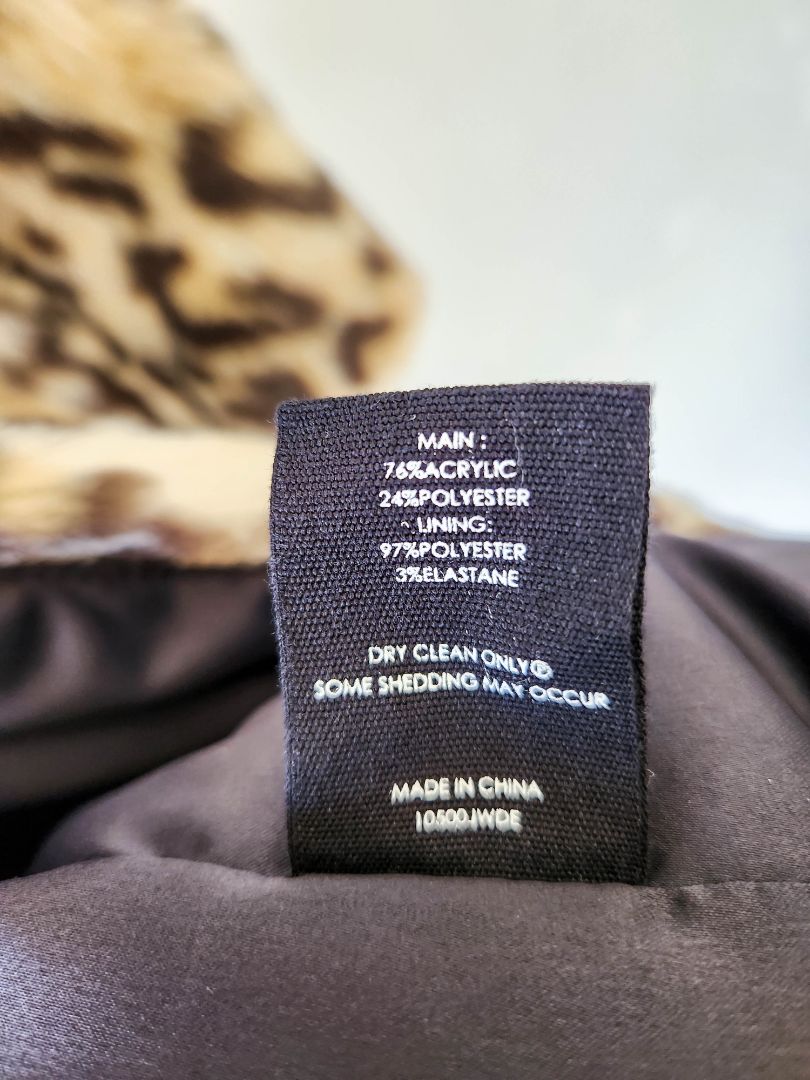 MAIN :
76%ACRYLIC
24%POLYESTER
LINING:
97%POLYESTER
3%ELASTANE
DRY CLEAN ONLY Ⓟ
SOME SHEDDING MAY OCCUR
MADE IN CHINA
10500JWDE